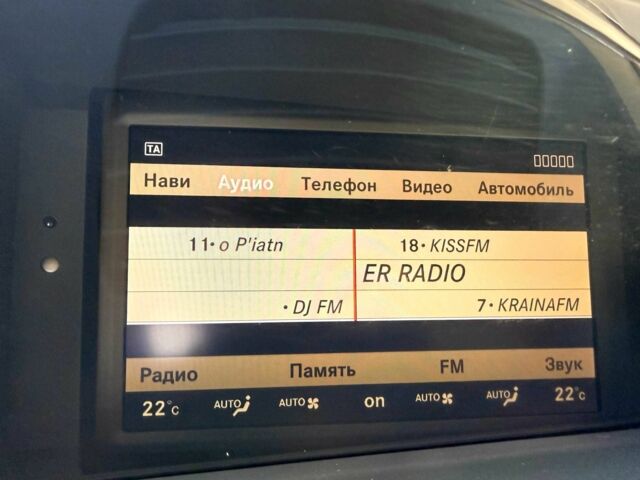 TA
Нави Аудио Телефон Видео Автомобиль
11• o P'iatn 18• KISSFM
ER RADIO
• DJ FM 7• KRAINAFM
Радио Память FM Звук
22°c AUTO AUTO on AUTO AUTO 22°c